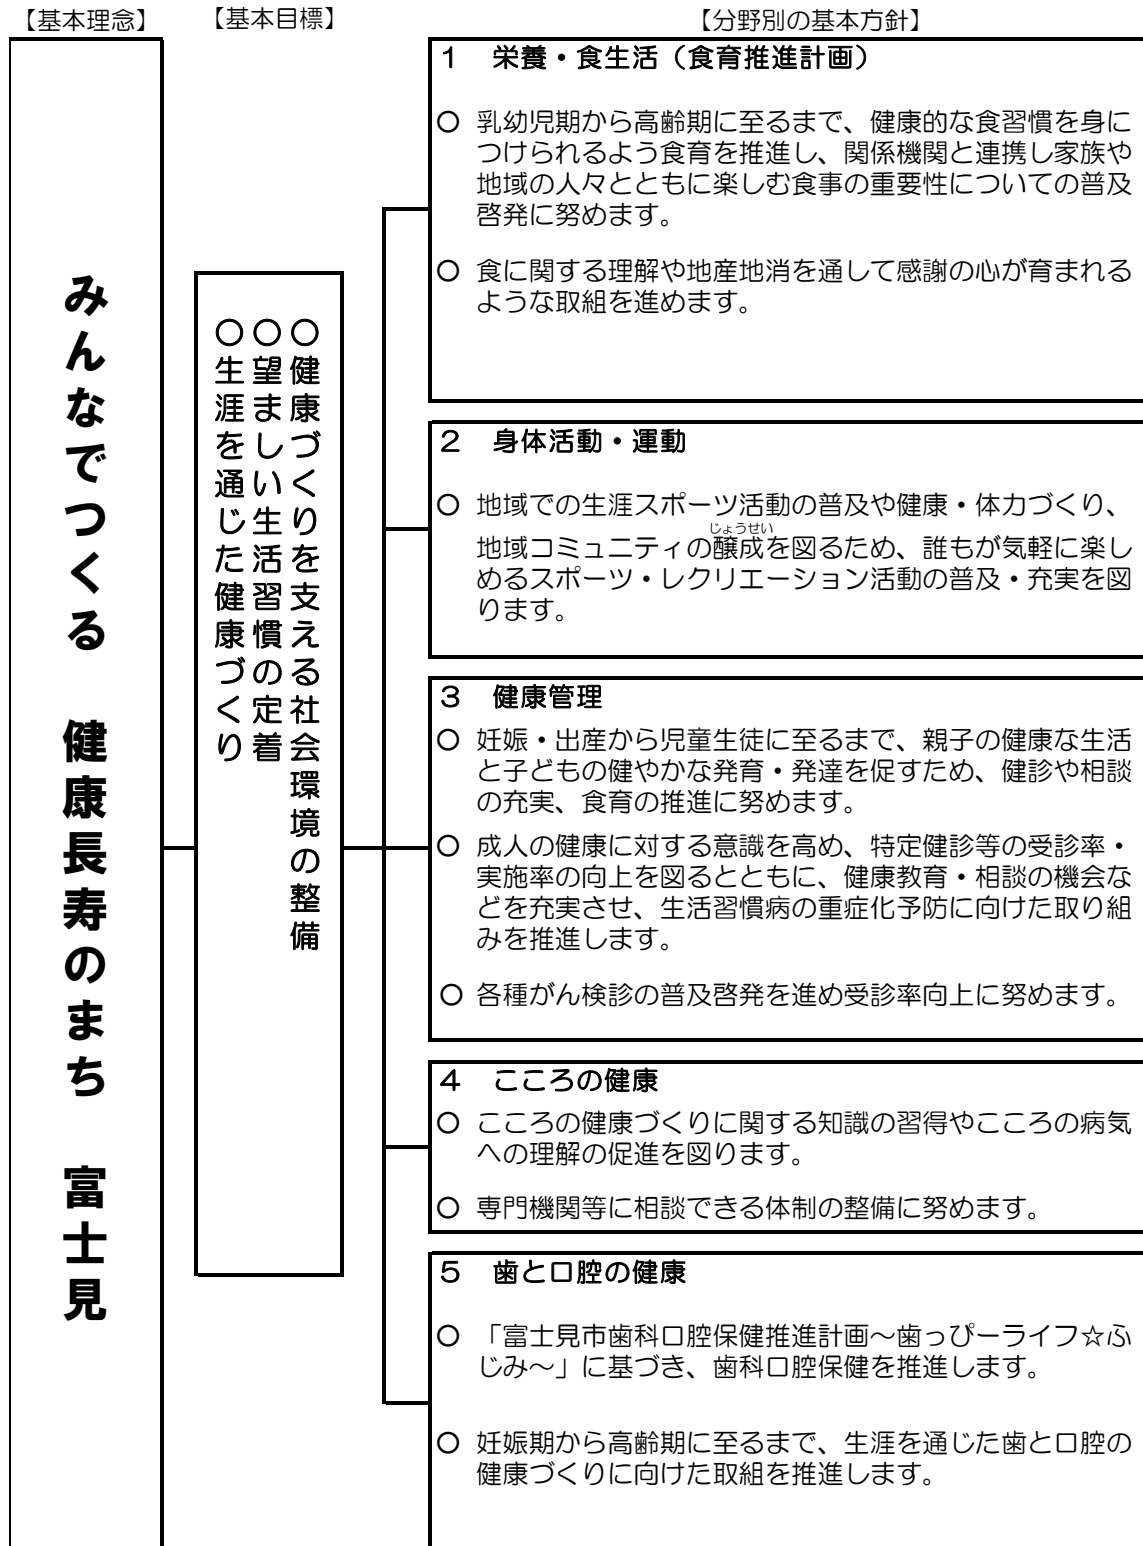 【基本理念】
【基本目標】
【分野別の基本方針】
みんなでつくる　健康長寿のまち　富士見
○健康づくりを支える社会環境の整備
○望ましい生活習慣の定着
○生涯を通じた健康づくり
１　栄養・食生活（食育推進計画）
○ 乳幼児期から高齢期に至るまで、健康的な食習慣を身に
つけられるよう食育を推進し、関係機関と連携し家族や
地域の人々とともに楽しむ食事の重要性についての普及
啓発に努めます。
○ 食に関する理解や地産地消を通して感謝の心が育まれる
ような取組を進めます。
２　身体活動・運動
○ 地域での生涯スポーツ活動の普及や健康・体力づくり、
じょうせい
地域コミュニティの醸成を図るため、誰もが気軽に楽し
めるスポーツ・レクリエーション活動の普及・充実を図
ります。
３　健康管理
○ 妊娠・出産から児童生徒に至るまで、親子の健康な生活
と子どもの健やかな発育・発達を促すため、健診や相談
の充実、食育の推進に努めます。
○ 成人の健康に対する意識を高め、特定健診等の受診率・
実施率の向上を図るとともに、健康教育・相談の機会な
どを充実させ、生活習慣病の重症化予防に向けた取り組
みを推進します。
○ 各種がん検診の普及啓発を進め受診率向上に努めます。
４　こころの健康
○ こころの健康づくりに関する知識の習得やこころの病気
への理解の促進を図ります。
○ 専門機関等に相談できる体制の整備に努めます。
５　歯と口腔の健康
○ 「富士見市歯科口腔保健推進計画～歯っぴーライフ☆ふ
じみ～」に基づき、歯科口腔保健を推進します。
○ 妊娠期から高齢期に至るまで、生涯を通じた歯と口腔の
健康づくりに向けた取組を推進します。